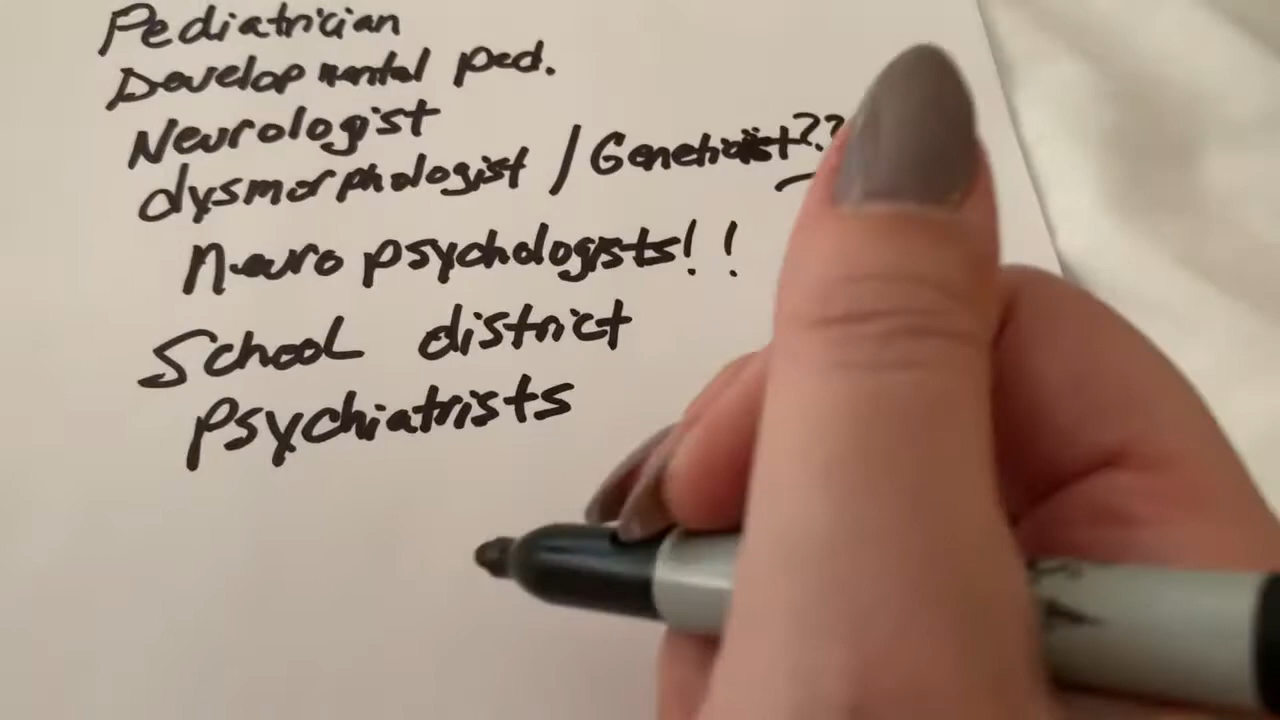 Pediatrician
Developmental ped.
Neurologist
dysmorphologist / Geneticist??
Neuropsychologists!!
School district
Psychiatrists